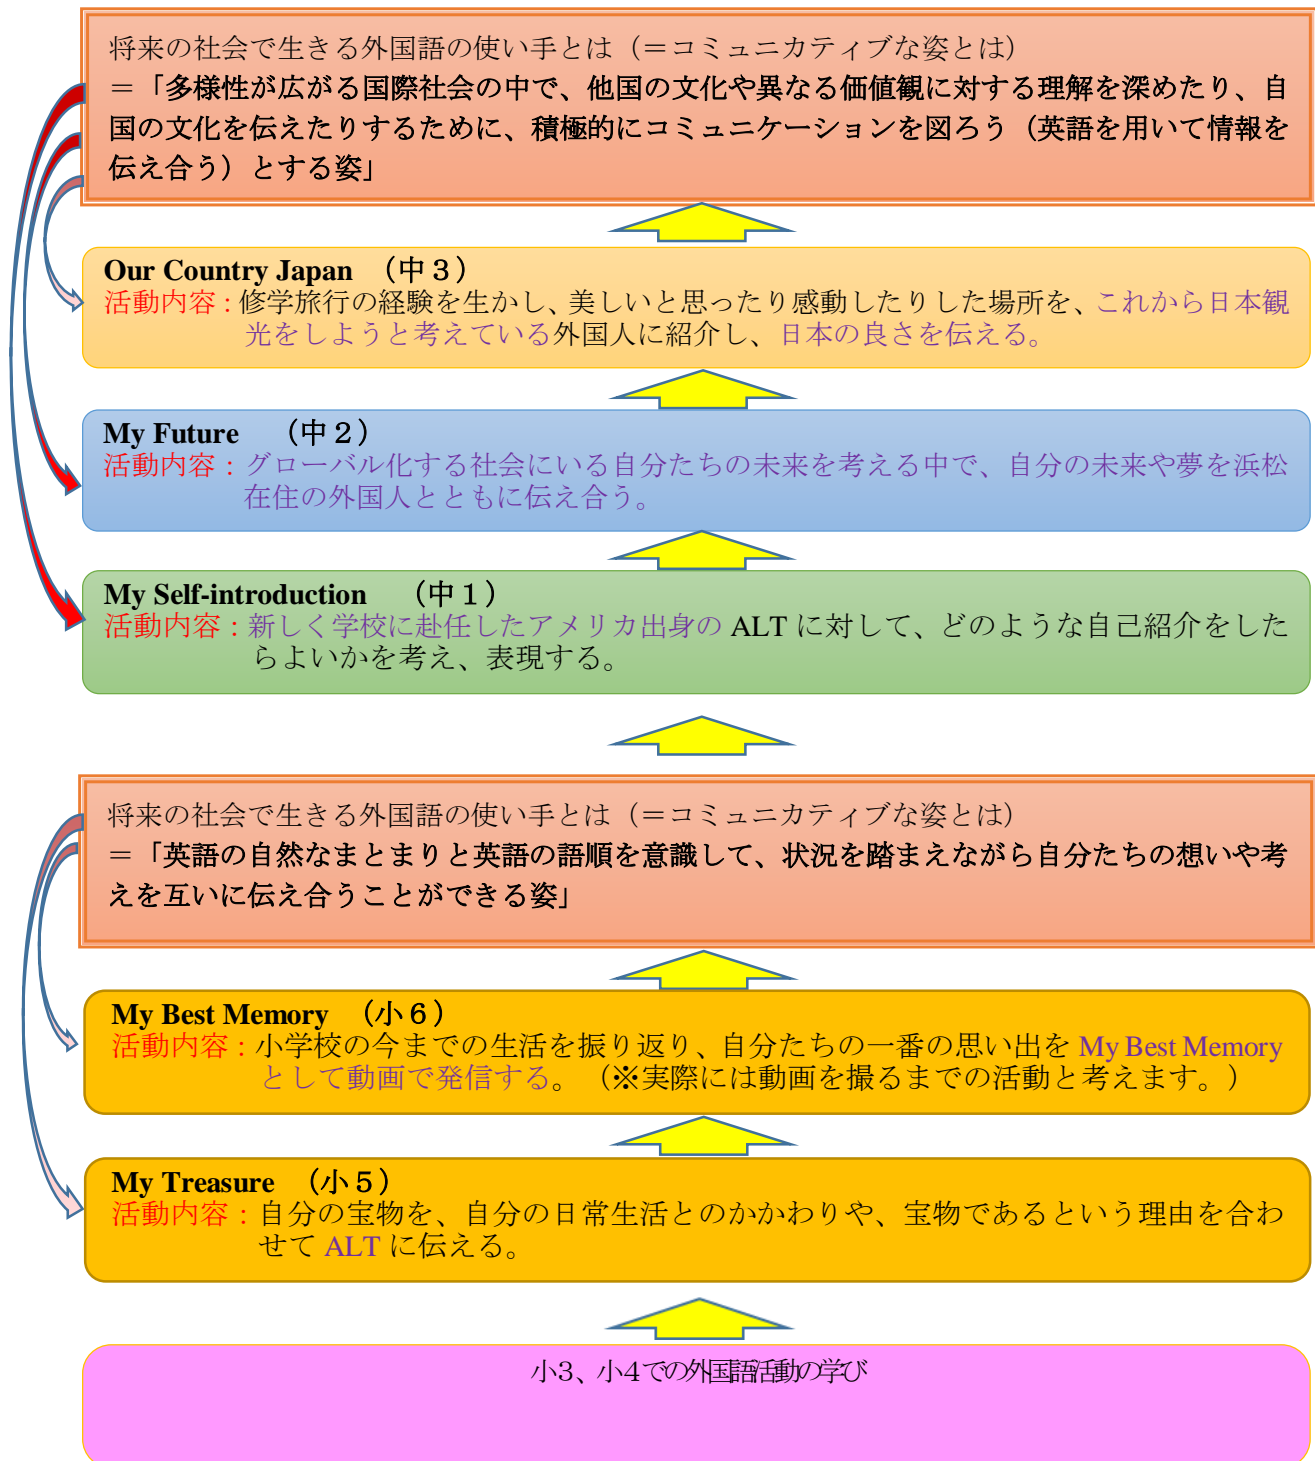 将来の社会で生きる外国語の使い手とは（＝コミュニカティブな姿とは）
＝「多様性が広がる国際社会の中で、他国の文化や異なる価値観に対する理解を深めたり、自
国の文化を伝えたりするために、積極的にコミュニケーションを図ろう（英語を用いて情報を
伝え合う）とする姿」
Our Country Japan （中３）
活動内容：修学旅行の経験を生かし、美しいと思ったり感動したりした場所を、これから日本観
光をしようと考えている外国人に紹介し、日本の良さを伝える。
My Future （中２）
活動内容：グローバル化する社会にいる自分たちの未来を考える中で、自分の未来や夢を浜松
在住の外国人とともに伝え合う。
My Self-introduction （中１）
活動内容：新しく学校に赴任したアメリカ出身の ALT に対して、どのような自己紹介をした
らよいかを考え、表現する。
将来の社会で生きる外国語の使い手とは（＝コミュニカティブな姿とは）
＝「英語の自然なまとまりと英語の語順を意識して、状況を踏まえながら自分たちの想いや考
えを互いに伝え合うことができる姿」
My Best Memory （小６）
活動内容：小学校の今までの生活を振り返り、自分たちの一番の思い出を My Best Memory
として動画で発信する。（※実際には動画を撮るまでの活動と考えます。）
My Treasure （小５）
活動内容：自分の宝物を、自分の日常生活とのかかわりや、宝物であるという理由を合わ
せて ALT に伝える。
小3、小4での外国語活動の学び